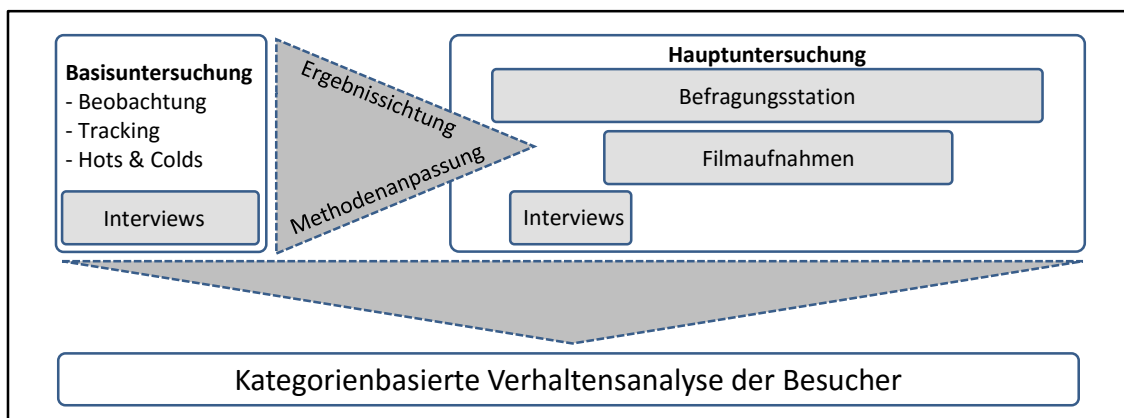 Basisuntersuchung
- Beobachtung
- Tracking
- Hots & Colds
Interviews
Ergebnissichtung
Methodenanpassung
Hauptuntersuchung
Befragungsstation
Filmaufnahmen
Interviews
Kategorienbasierte Verhaltensanalyse der Besucher